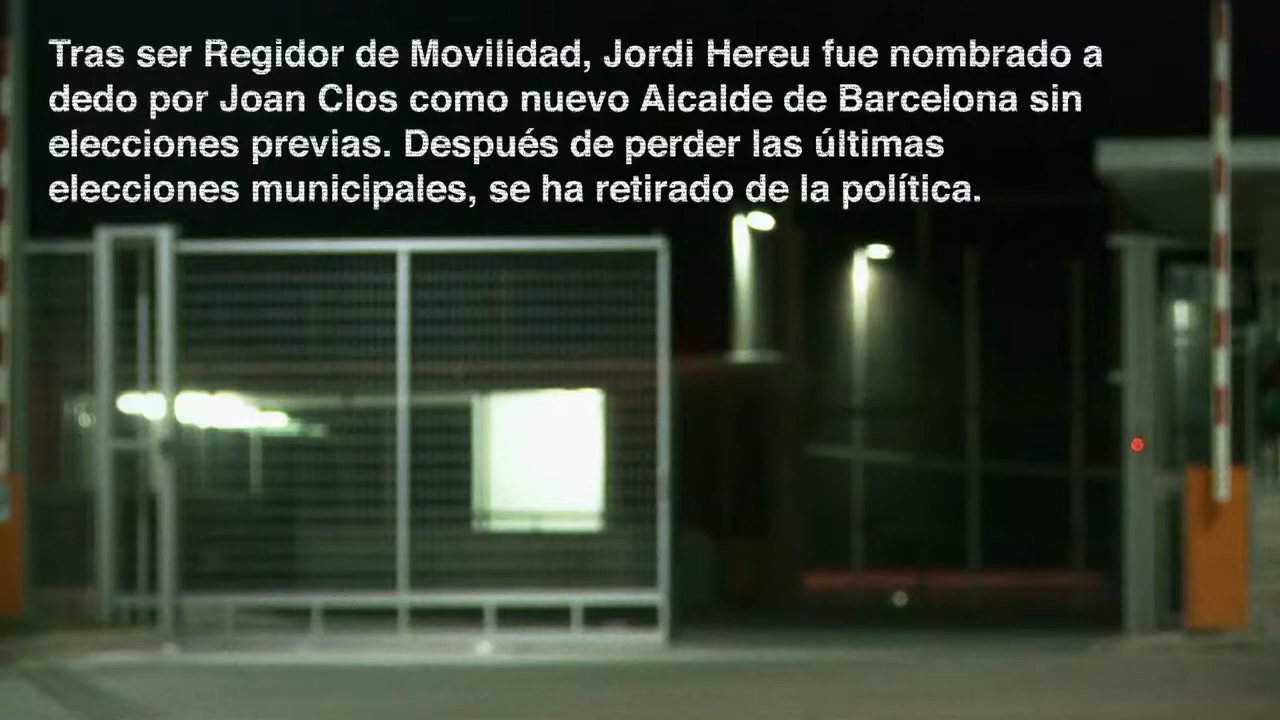 Tras ser Regidor de Movilidad, Jordi Hereu fue nombrado a
dedo por Joan Clos como nuevo Alcalde de Barcelona sin
elecciones previas. Después de perder las últimas
elecciones municipales, se ha retirado de la política.